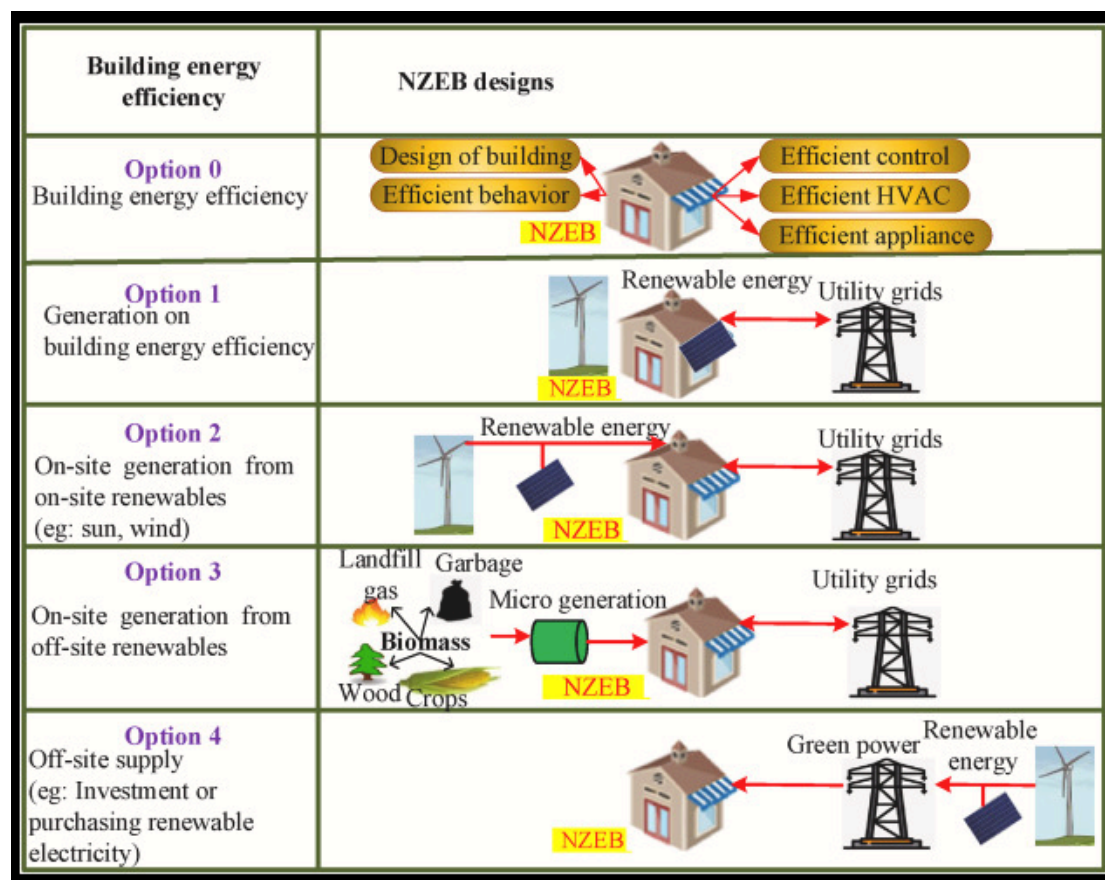 Building energy
efficiency
NZEB designs
Option 0
Building energy efficiency
Design of building
Efficient behavior
NZEB
Efficient control
Efficient HVAC
Efficient appliance
Option 1
Generation on
building energy efficiency
Renewable energy
Utility grids
NZEB
Option 2
On-site generation from
on-site renewables
(eg: sun, wind)
Renewable energy
Utility grids
NZEB
Option 3
On-site generation from
off-site renewables
Landfill
gas
Garbage
Biomass
Wood
Crops
Micro generation
NZEB
Utility grids
Option 4
Off-site supply
(eg: Investment or
purchasing renewable
electricity)
NZEB
Green power
Renewable
energy